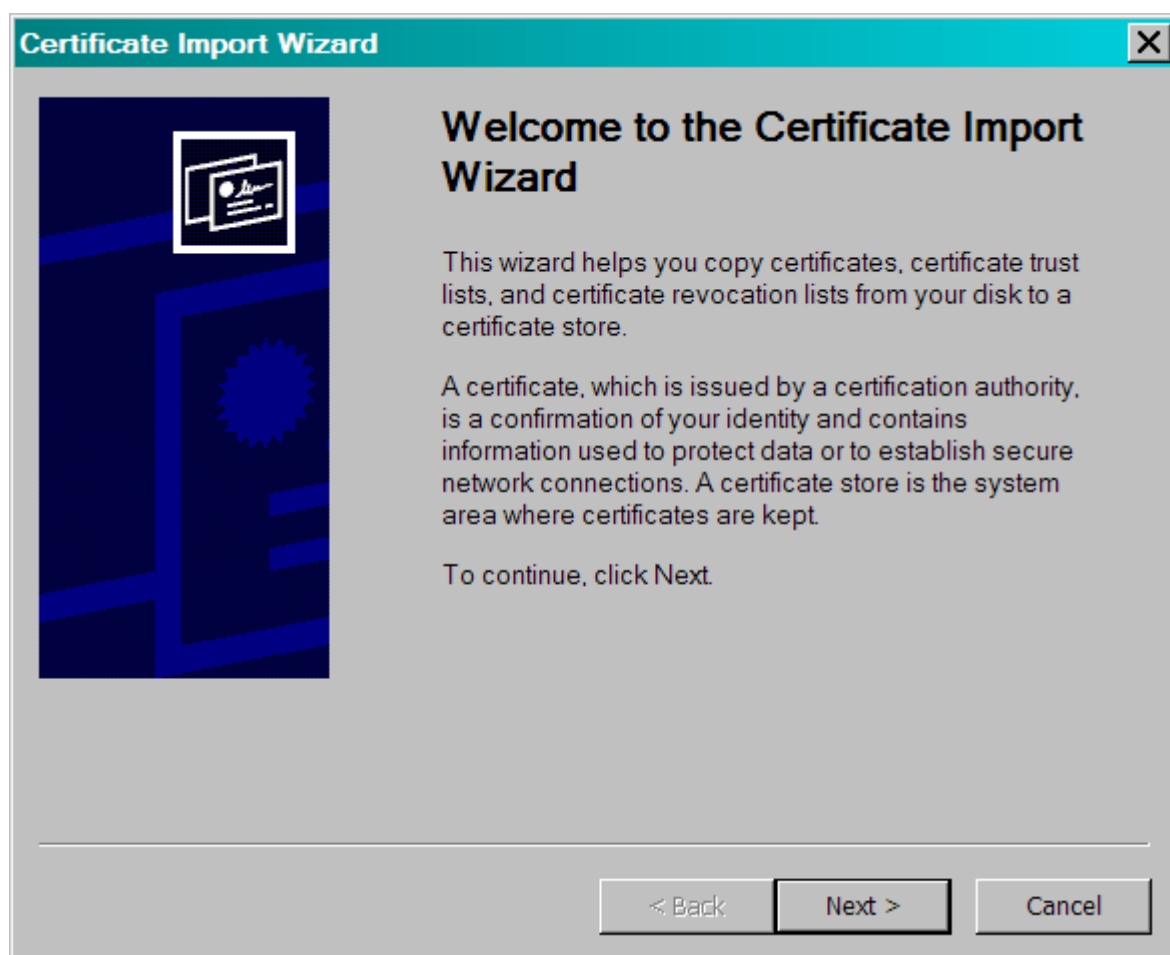 Certificate Import Wizard
Welcome to the Certificate Import
Wizard
This wizard helps you copy certificates, certificate trust
lists, and certificate revocation lists from your disk to a
certificate store.
A certificate, which is issued by a certification authority,
is a confirmation of your identity and contains
information used to protect data or to establish secure
network connections. A certificate store is the system
area where certificates are kept.
To continue, click Next.
< Back
Next >
Cancel